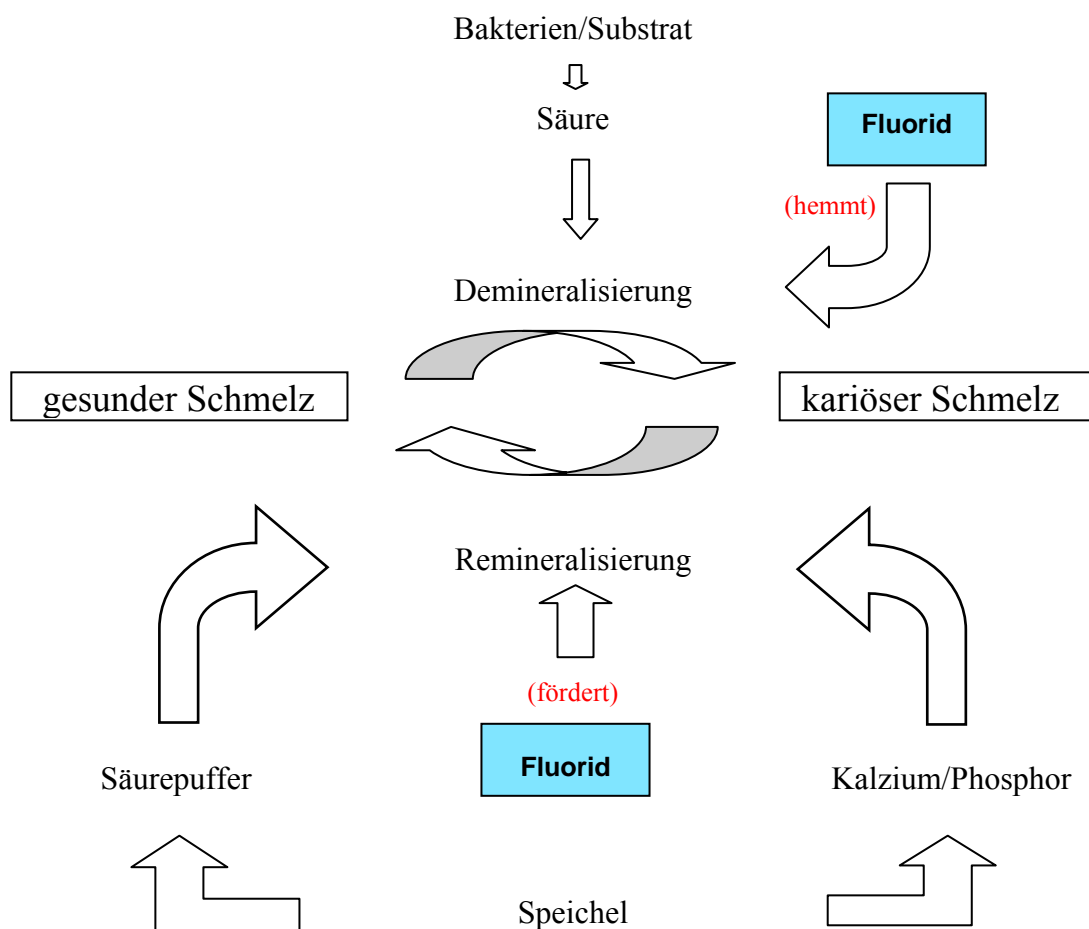 Bakterien/Substrat
Säure
Fluorid
(hemmt)
Demineralisierung
gesunder Schmelz
kariöser Schmelz
Remineralisierung
(fördert)
Säurepuffer
Fluorid
Kalzium/Phosphor
Speichel